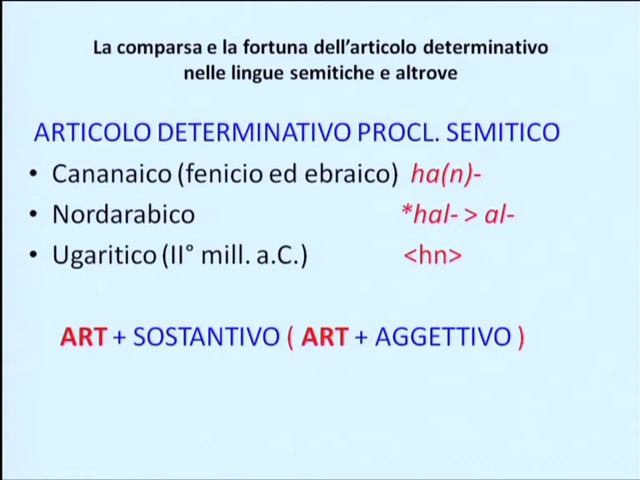 La comparsa e la fortuna dell'articolo determinativo
nelle lingue semitiche e altrove
ARTICOLO DETERMINATIVO PROCL. SEMITICO
• Cananaico (fenicio ed ebraico) ha(n)-
• Nordarabico *hal- > al-
• Ugaritico (II° mill. a.C.) <hn>
ART + SOSTANTIVO ( ART + AGGETTIVO )